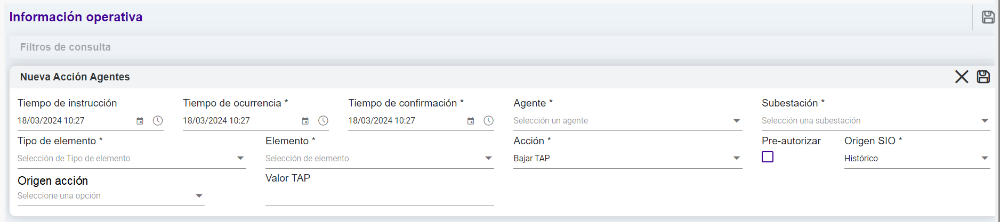 Información operativa
Filtros de consulta
Nueva Acción Agentes
Tiempo de instrucción Tiempo de ocurrencia * Tiempo de confirmación * Agente * Subestación *
18/03/2024 10:27 18/03/2024 10:27 18/03/2024 10:27 Selección un agente Selección una subestación
Tipo de elemento * Elemento * Acción * Pre-autorizar Origen SIO *
Selección de Tipo de elemento Selección de elemento Bajar TAP Histórico
Origen acción Valor TAP
Seleccione una opción